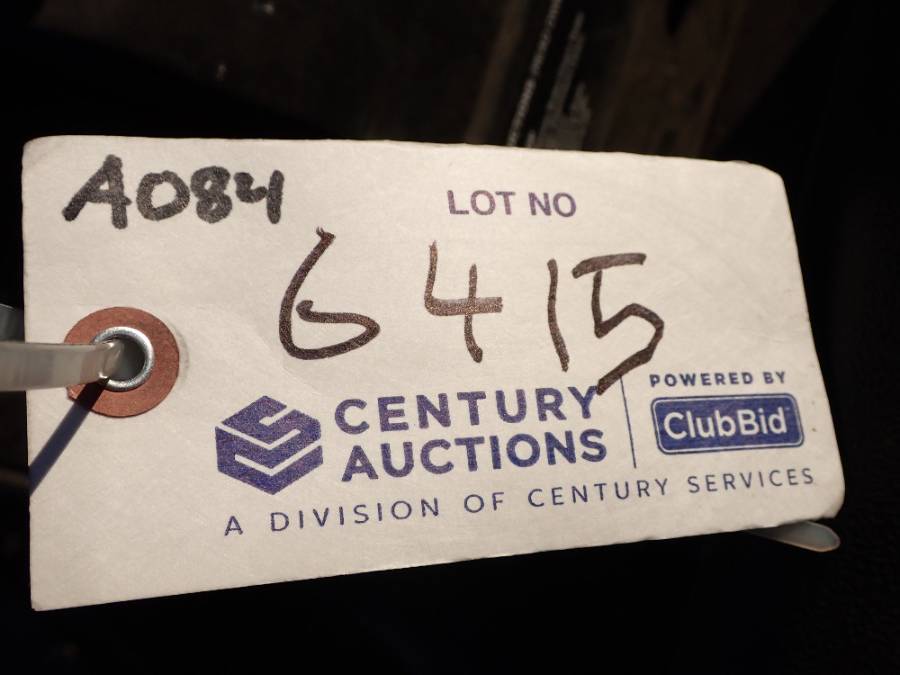 A084
LOT NO
6415
CENTURY
AUCTIONS
POWERED BY
ClubBid
A DIVISION OF CENTURY SERVICES